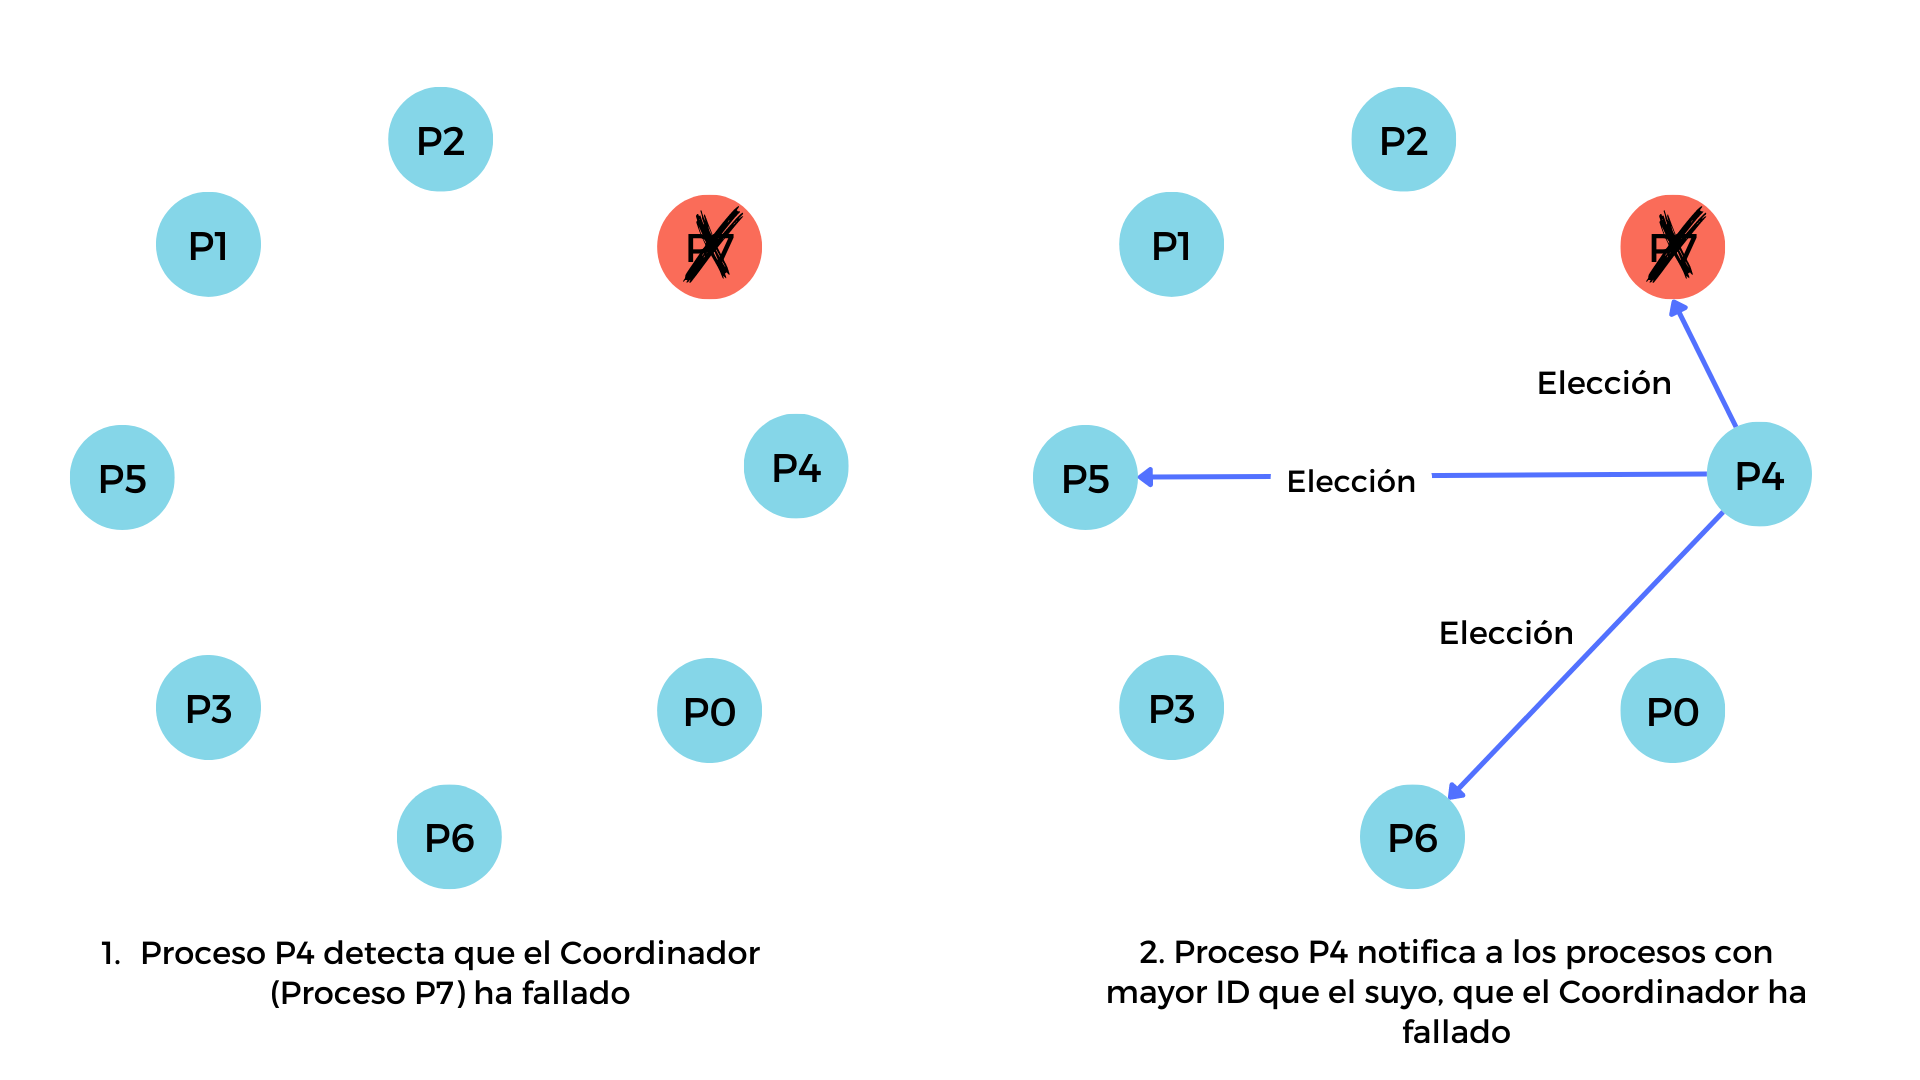 P2
P1
P7
P5
P4
P3
P0
P6
1. Proceso P4 detecta que el Coordinador
(Proceso P7) ha fallado
P2
P1
P7
Elección
P5
Elección
P4
Elección
P3
P0
P6
2. Proceso P4 notifica a los procesos con
mayor ID que el suyo, que el Coordinador ha
fallado